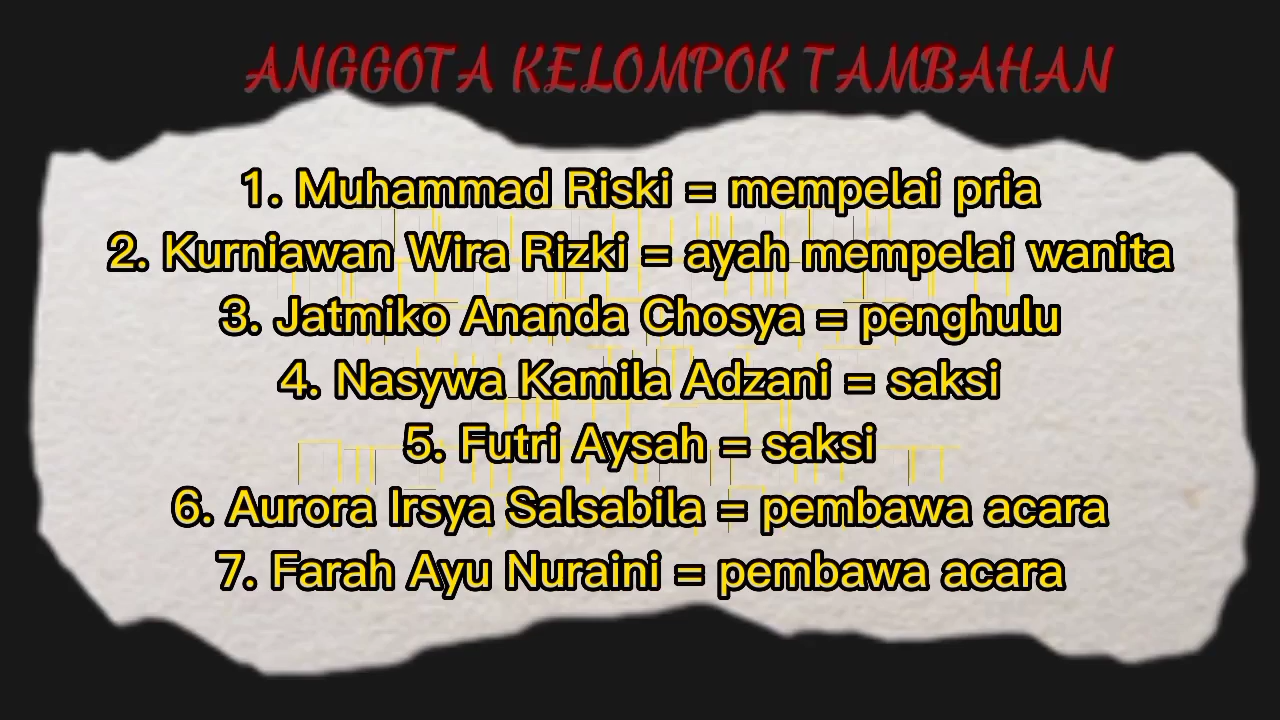 ANGGOTA KELOMPOK TAMBAHAN
1. Muhammad Riski = mempelai pria
2. Kurniawan Wira Rizki = ayah mempelai wanita
3. Jatmiko Ananda Chosya = penghulu
4. Nasywa Kamila Adzani = saksi
5. Futri Aysah = saksi
6. Aurora Irsya Salsabila = pembawa acara
7. Farah Ayu Nuraini = pembawa acara